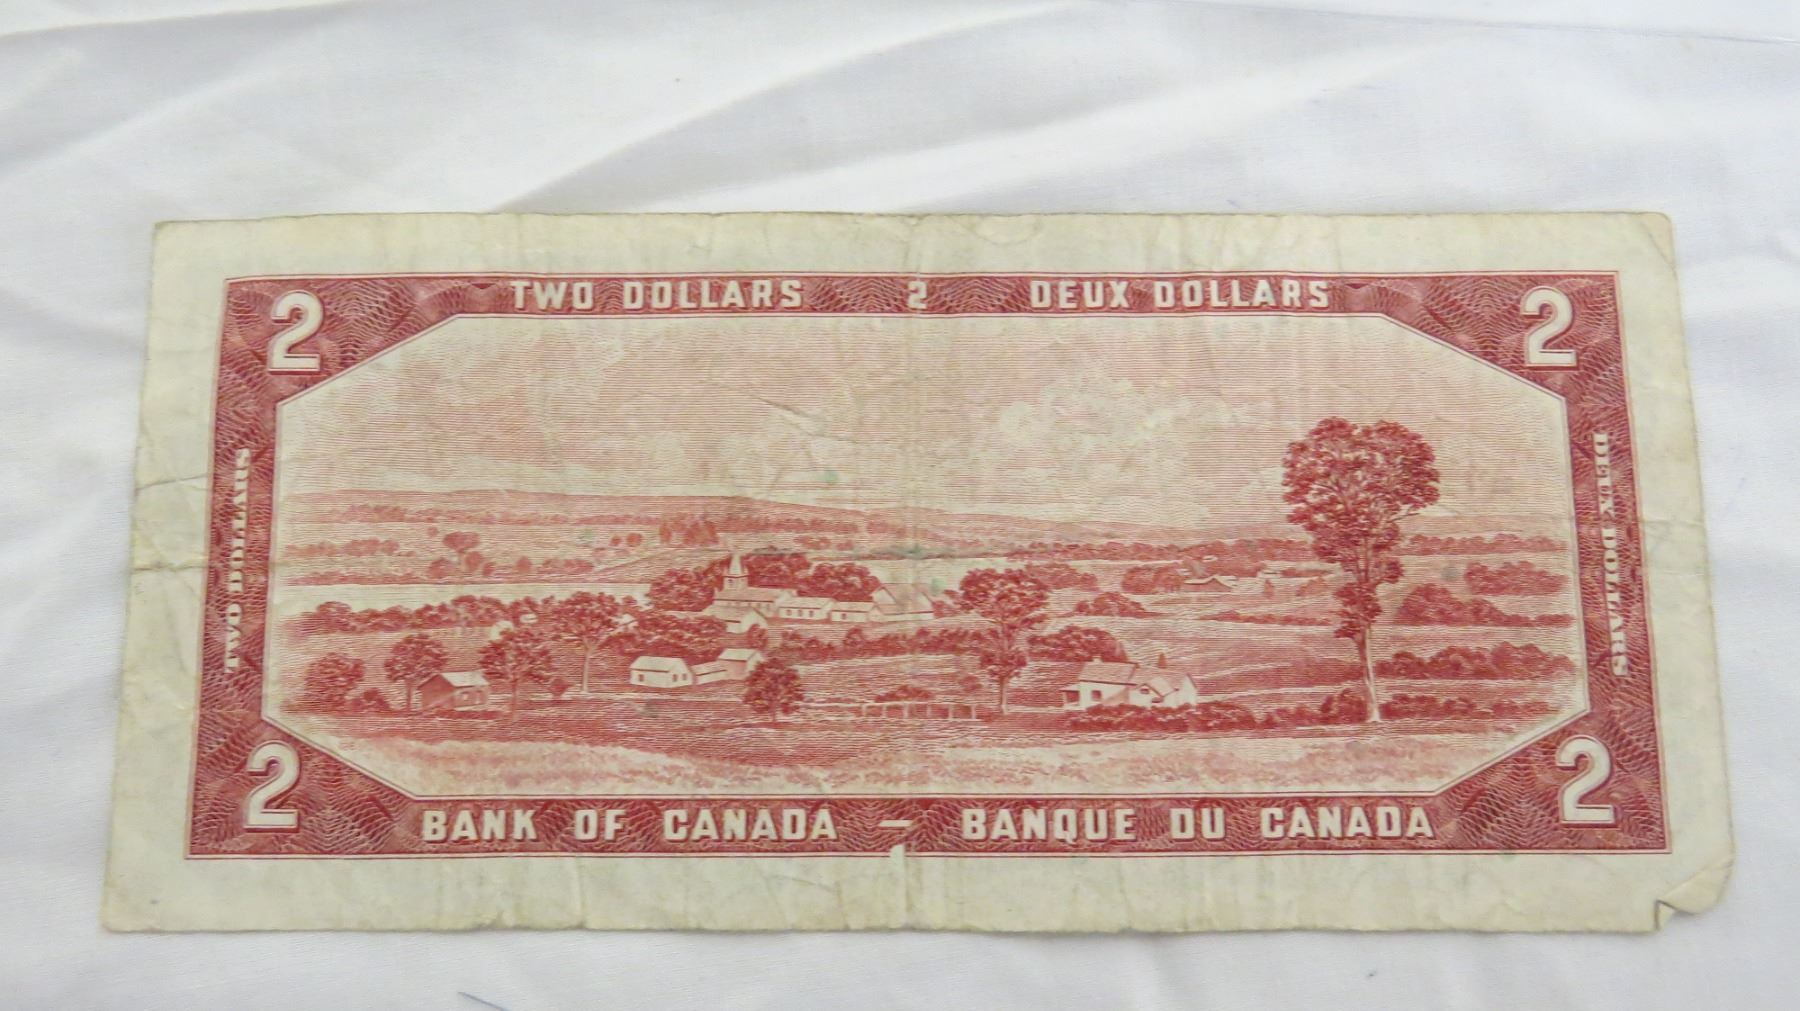 TWO DOLLARS 2 DEUX DOLLARS
2 2
TWO DOLLARS
DEUX DOLLARS
2 2
BANK OF CANADA — BANQUE DU CANADA